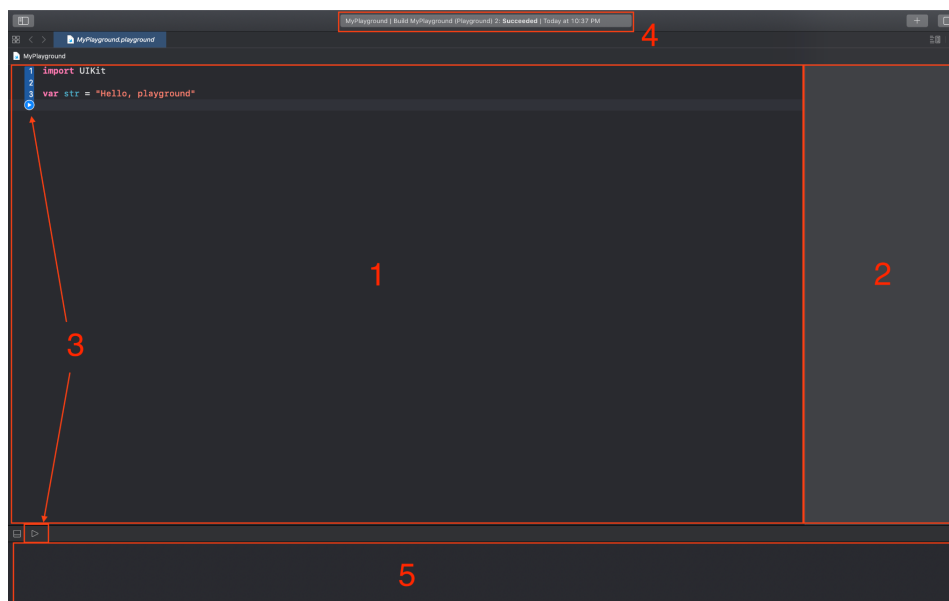 MyPlayground | Build MyPlayground (Playground) 2: Succeeded | Today at 10:37 PM
4
MyPlayground.playground
MyPlayground
1 import UIKit
2
3 var str = "Hello, playground"
1
2
3
5